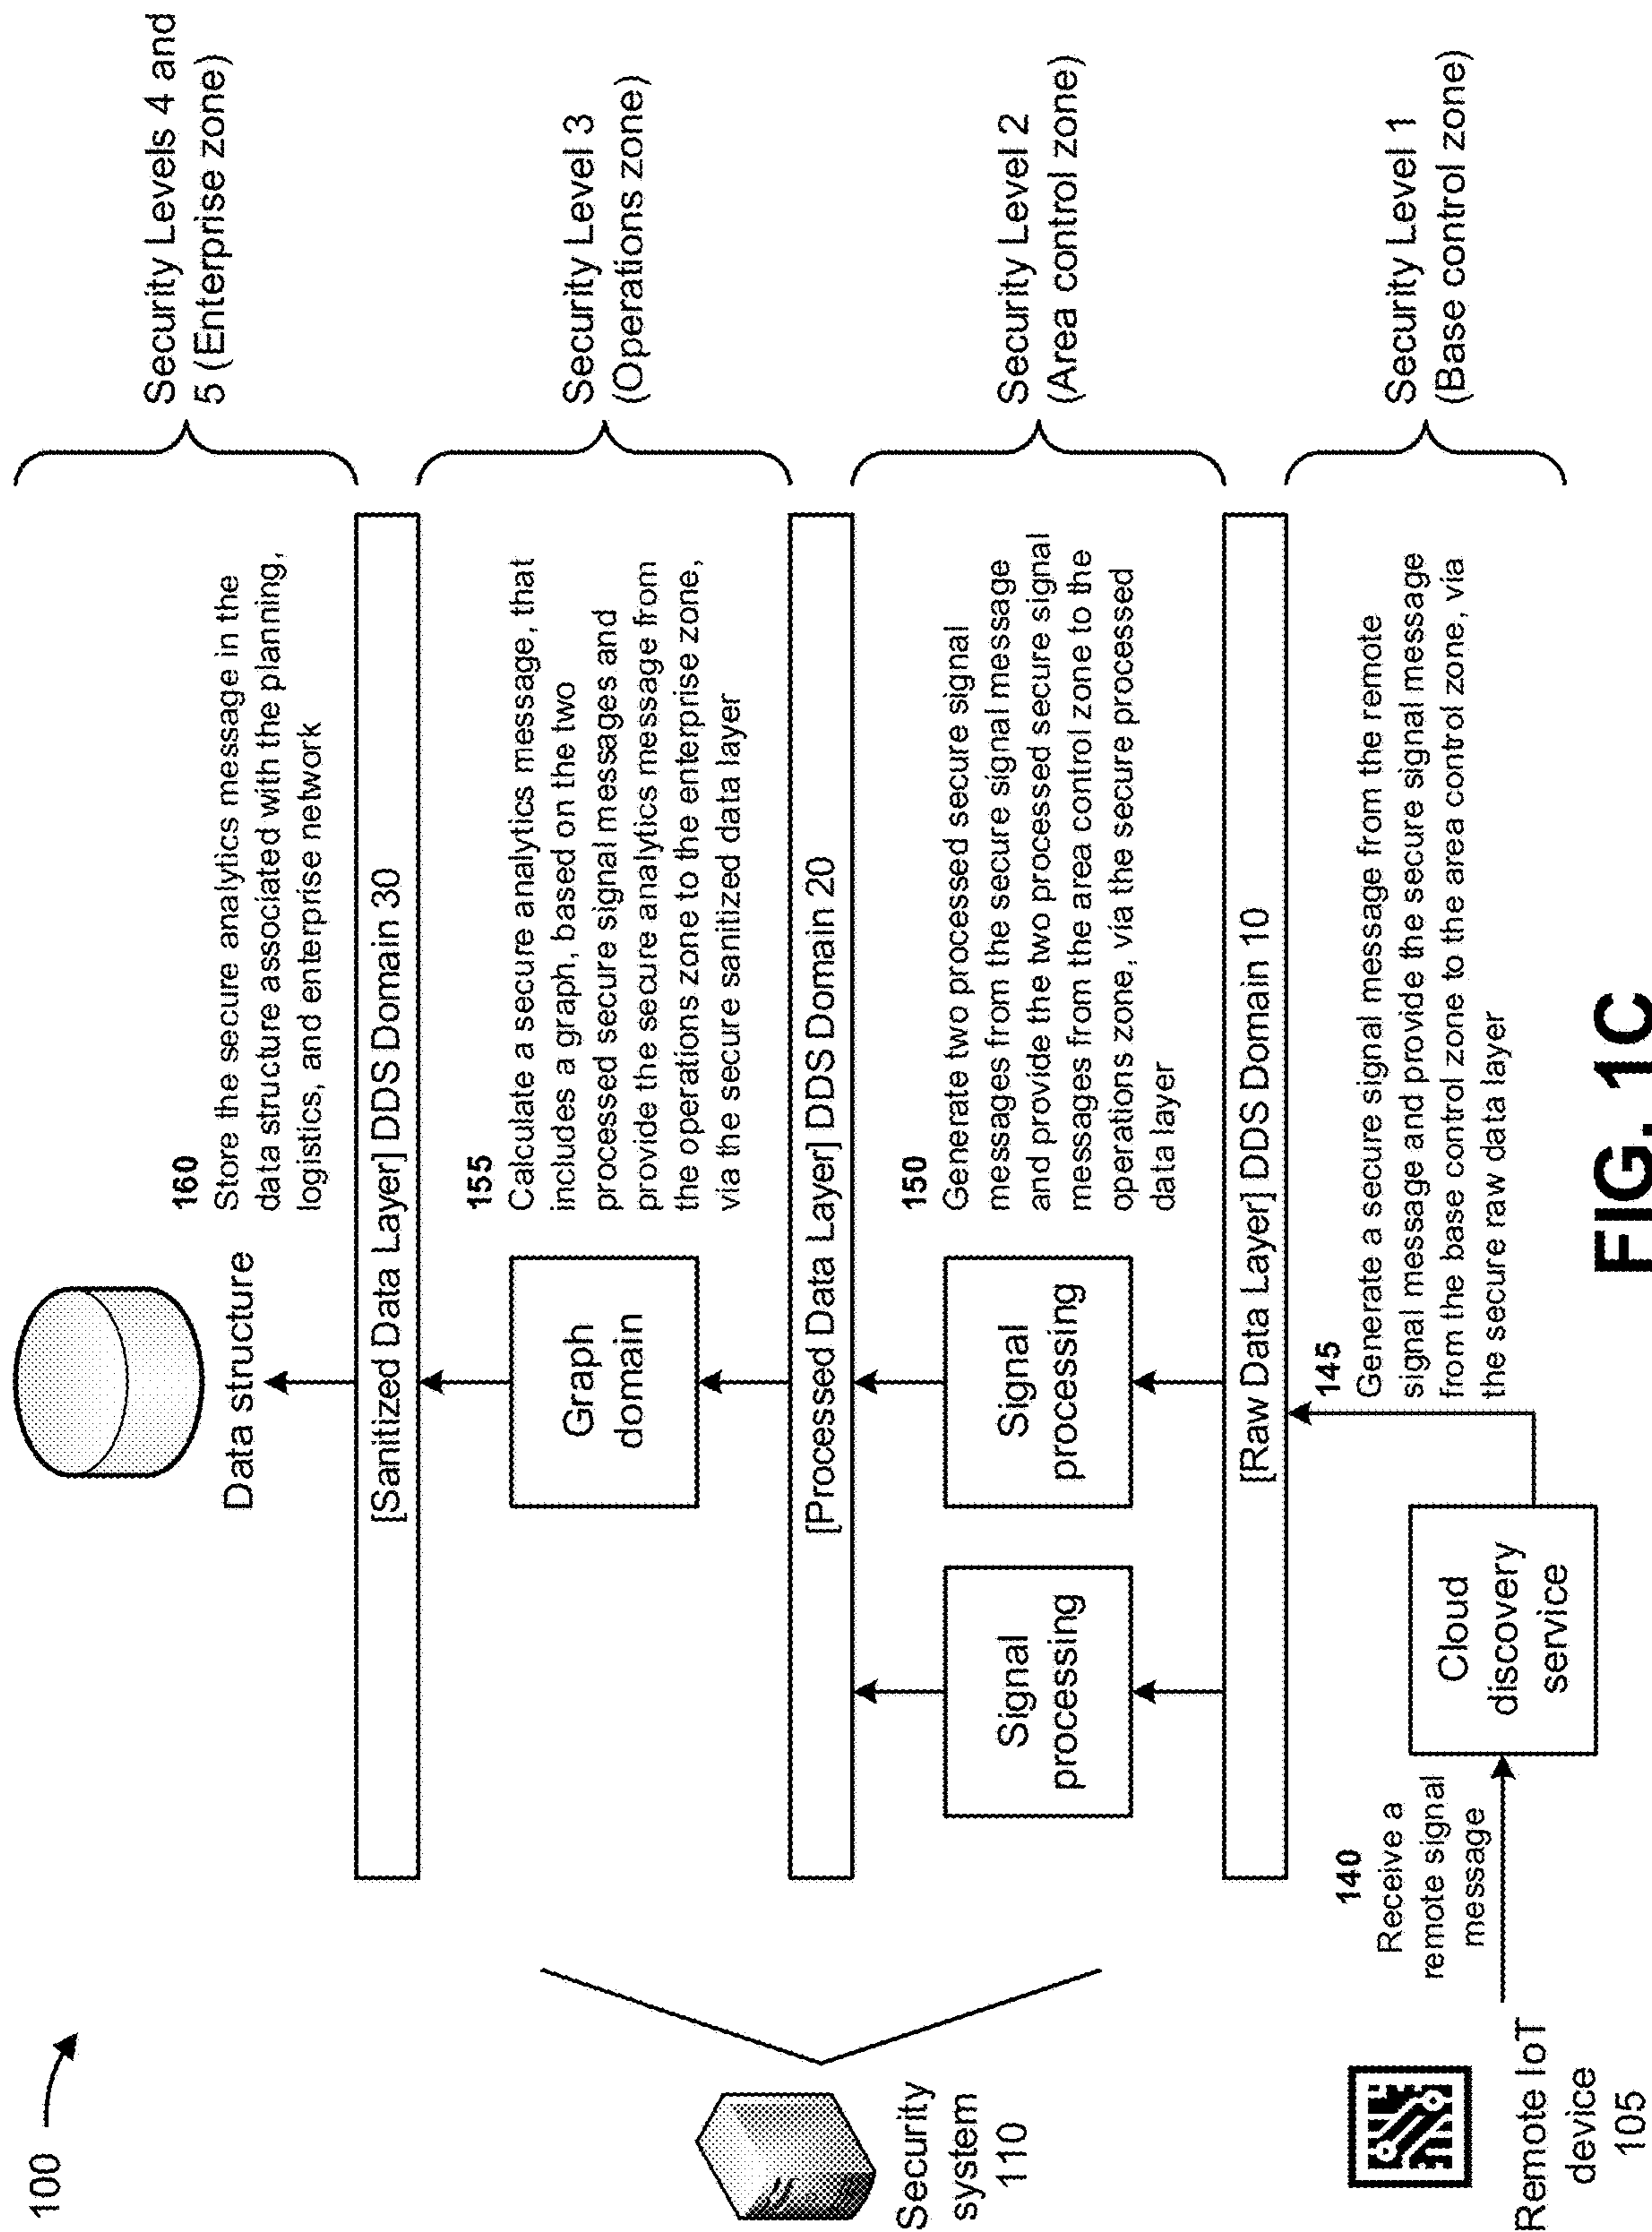 100
Data structure
160
Store the secure analytics message in the
data structure associated with the planning,
logistics, and enterprise network
Security Levels 4 and
5 (Enterprise zone)
[Sanitized Data Layer] DDS Domain 30
Graph
domain
155
Calculate a secure analytics message, that
includes a graph, based on the two
processed secure signal messages and
provide the secure analytics message from
the operations zone to the enterprise zone,
via the secure sanitized data layer
Security Level 3
(Operations zone)
[Processed Data Layer] DDS Domain 20
Security
system
110
Signal
processing
Signal
processing
150
Generate two processed secure signal
messages from the secure signal message
and provide the two processed secure signal
messages from the area control zone to the
operations zone, via the secure processed
data layer
Security Level 2
(Area control zone)
[Raw Data Layer] DDS Domain 10
Remote IoT
device
105
140
Receive a
remote signal
message
Cloud
discovery
service
145
Generate a secure signal message from the remote
signal message and provide the secure signal message
from the base control zone to the area control zone, via
the secure raw data layer
Security Level 1
(Base control zone)
FIG. 1C